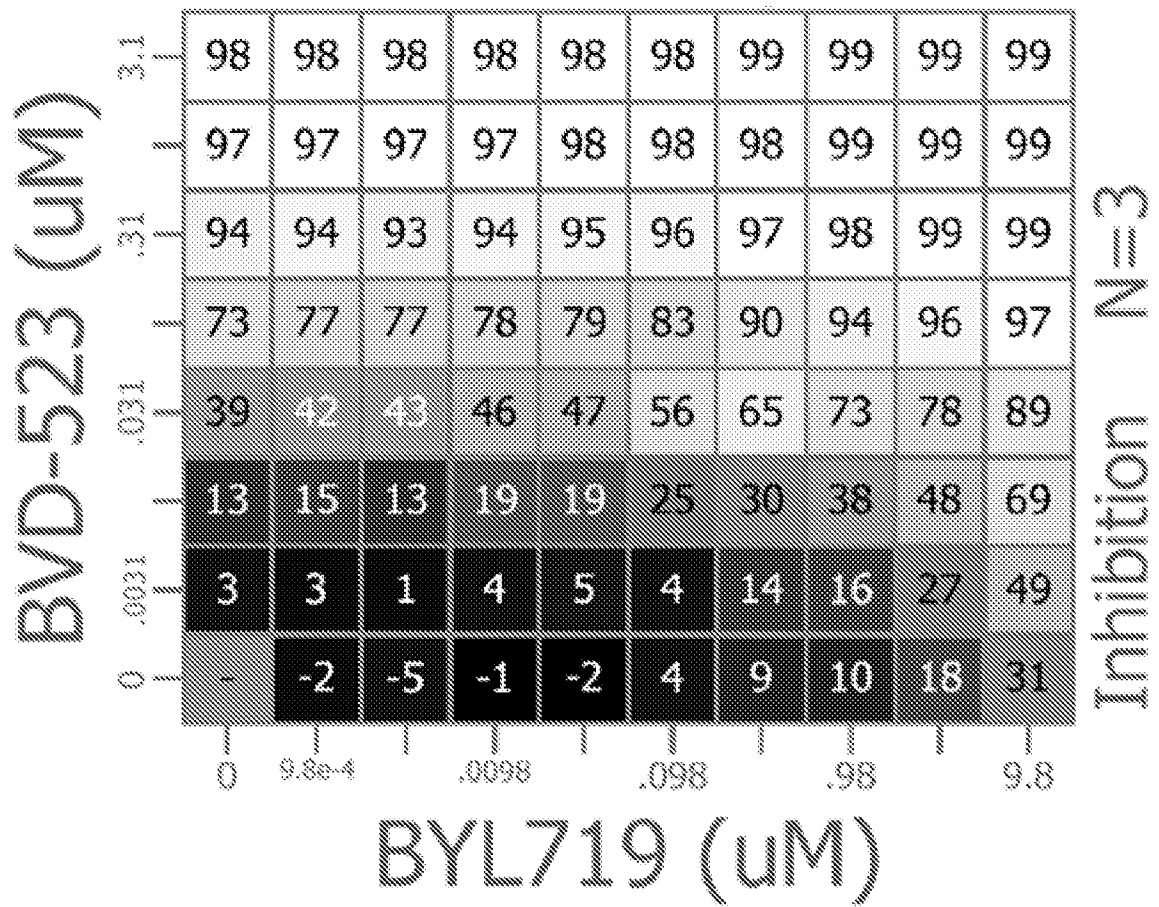 BVD-523 (uM)
3.1 98 98 98 98 98 98 99 99 99 99
97 97 97 97 98 98 98 99 99 99
.31 94 94 93 94 95 96 97 98 99 99
73 77 77 78 79 83 90 94 96 97
.031 39 42 43 46 47 56 65 73 78 89
13 15 13 19 19 25 30 38 48 69
.0031 3 3 1 4 5 4 14 16 27 49
0 - -2 -5 -1 -2 4 9 10 18 31
0 9.8e-4 .0098 .098 .98 9.8
BYL719 (uM)
Inhibition N=3